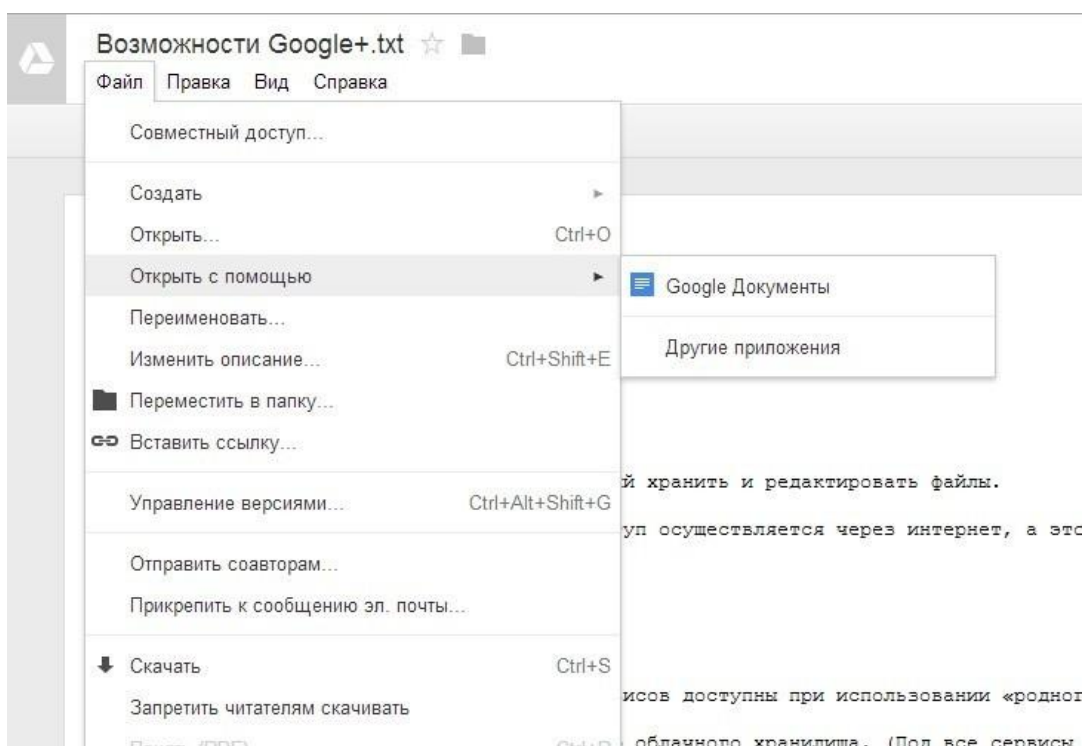 Возможности Google+.txt
Файл Правка Вид Справка
Совместный доступ...
Создать
Открыть... Ctrl+O
Открыть с помощью
Google Документы
Переименовать...
Другие приложения
Изменить описание... Ctrl+Shift+E
Переместить в папку...
Вставить ссылку...
й хранить и редактировать файлы.
Управление версиями... Ctrl+Alt+Shift+G
уп осуществляется через интернет, а это
Отправить соавторам...
Прикрепить к сообщению эл. почты...
Скачать Ctrl+S
исов доступны при использовании «родног
Запретить читателям скачивать
облачного хранилища. (Под все сервисы